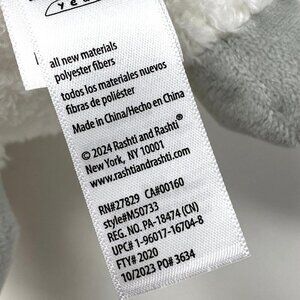 all new materials
polyester fibers
todos los materiales nuevos
fibras de poliéster
Made in China/Hecho en China
© 2024 Rashti and Rashti®
New York, NY 10001
www.rashtiandrashti.com
RN#27829 CA#00160
style#M50733
REG. NO. PA-18474 (CN)
UPC# 1-96017-16704-8
FTY# 2020
10/2023 PO# 3634